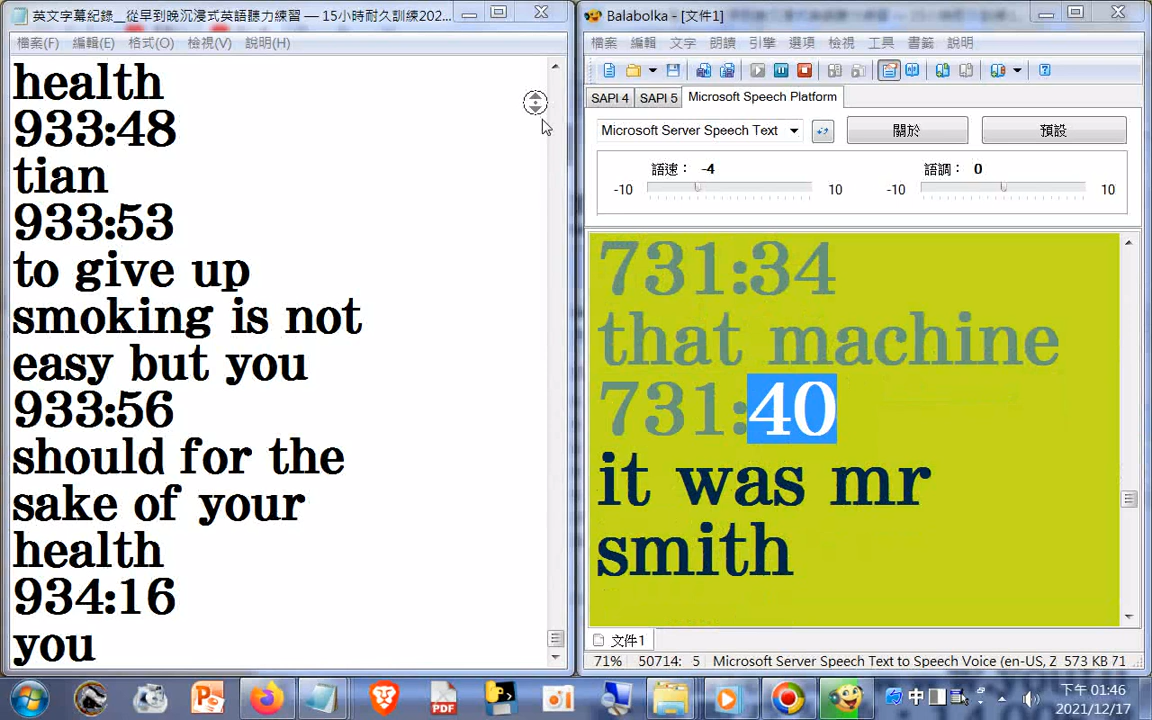 英文字幕紀錄__從早到晚沉浸式英語聽力練習 — 15小時耐久訓練202...
檔案(F) 編輯(E) 格式(O) 檢視(V) 說明(H)
health
933:48
tian
933:53
to give up
smoking is not
easy but you
933:56
should for the
sake of your
health
934:16
you
Balabolka - [文件1]
檔案 編輯 文字 朗讀 引擎 選項 檢視 工具 書籤 說明
SAPI 4 SAPI 5 Microsoft Speech Platform
Microsoft Server Speech Text 關於 預設
語速： -4 語調： 0
-10 10 -10 10
731:34
that machine
731:40
it was mr
smith
文件1
71% 50714: 5 Microsoft Server Speech Text to Speech Voice (en-US, Z 573 KB 71
中
下午 01:46
2021/12/17